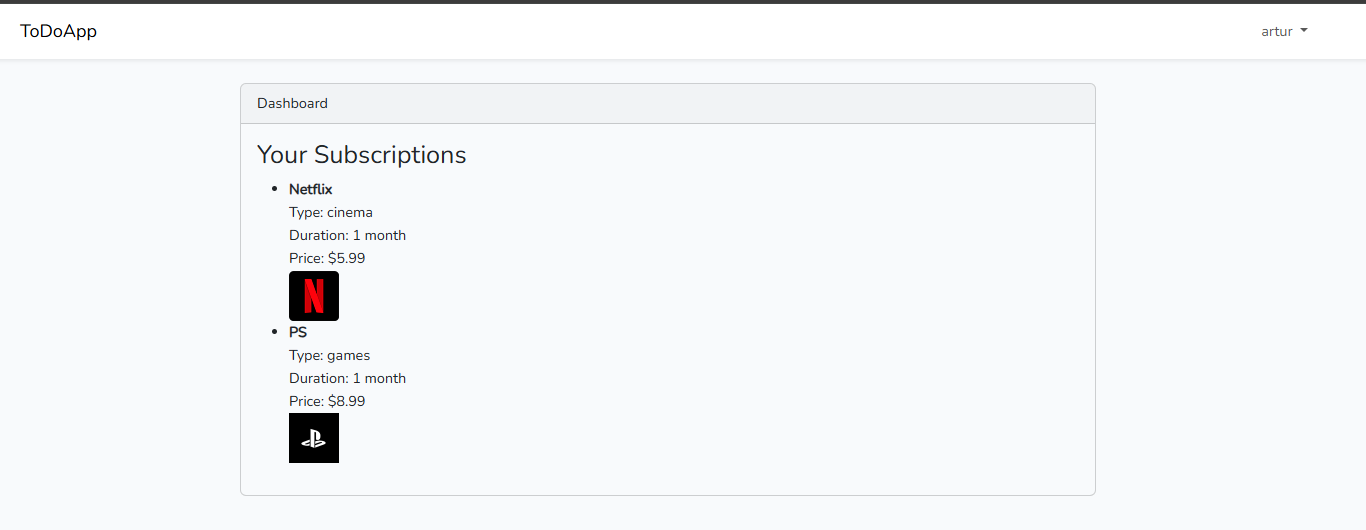 ToDoApp
artur
Dashboard
Your Subscriptions
Netflix
Type: cinema
Duration: 1 month
Price: $5.99
N
PS
Type: games
Duration: 1 month
Price: $8.99